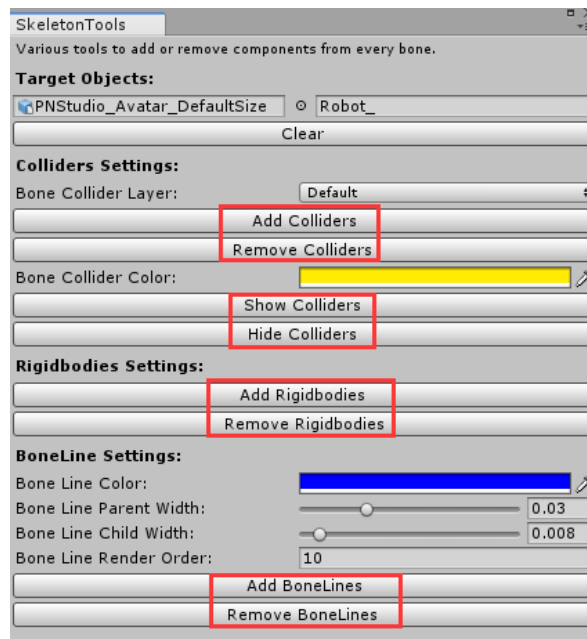 SkeletonTools
Various tools to add or remove components from every bone.
Target Objects:
PNStudio_Avatar_DefaultSize Robot_
Clear
Colliders Settings:
Bone Collider Layer: Default
Add Colliders
Remove Colliders
Bone Collider Color:
Show Colliders
Hide Colliders
Rigidbodies Settings:
Add Rigidbodies
Remove Rigidbodies
BoneLine Settings:
Bone Line Color:
Bone Line Parent Width: 0.03
Bone Line Child Width: 0.008
Bone Line Render Order: 10
Add BoneLines
Remove BoneLines